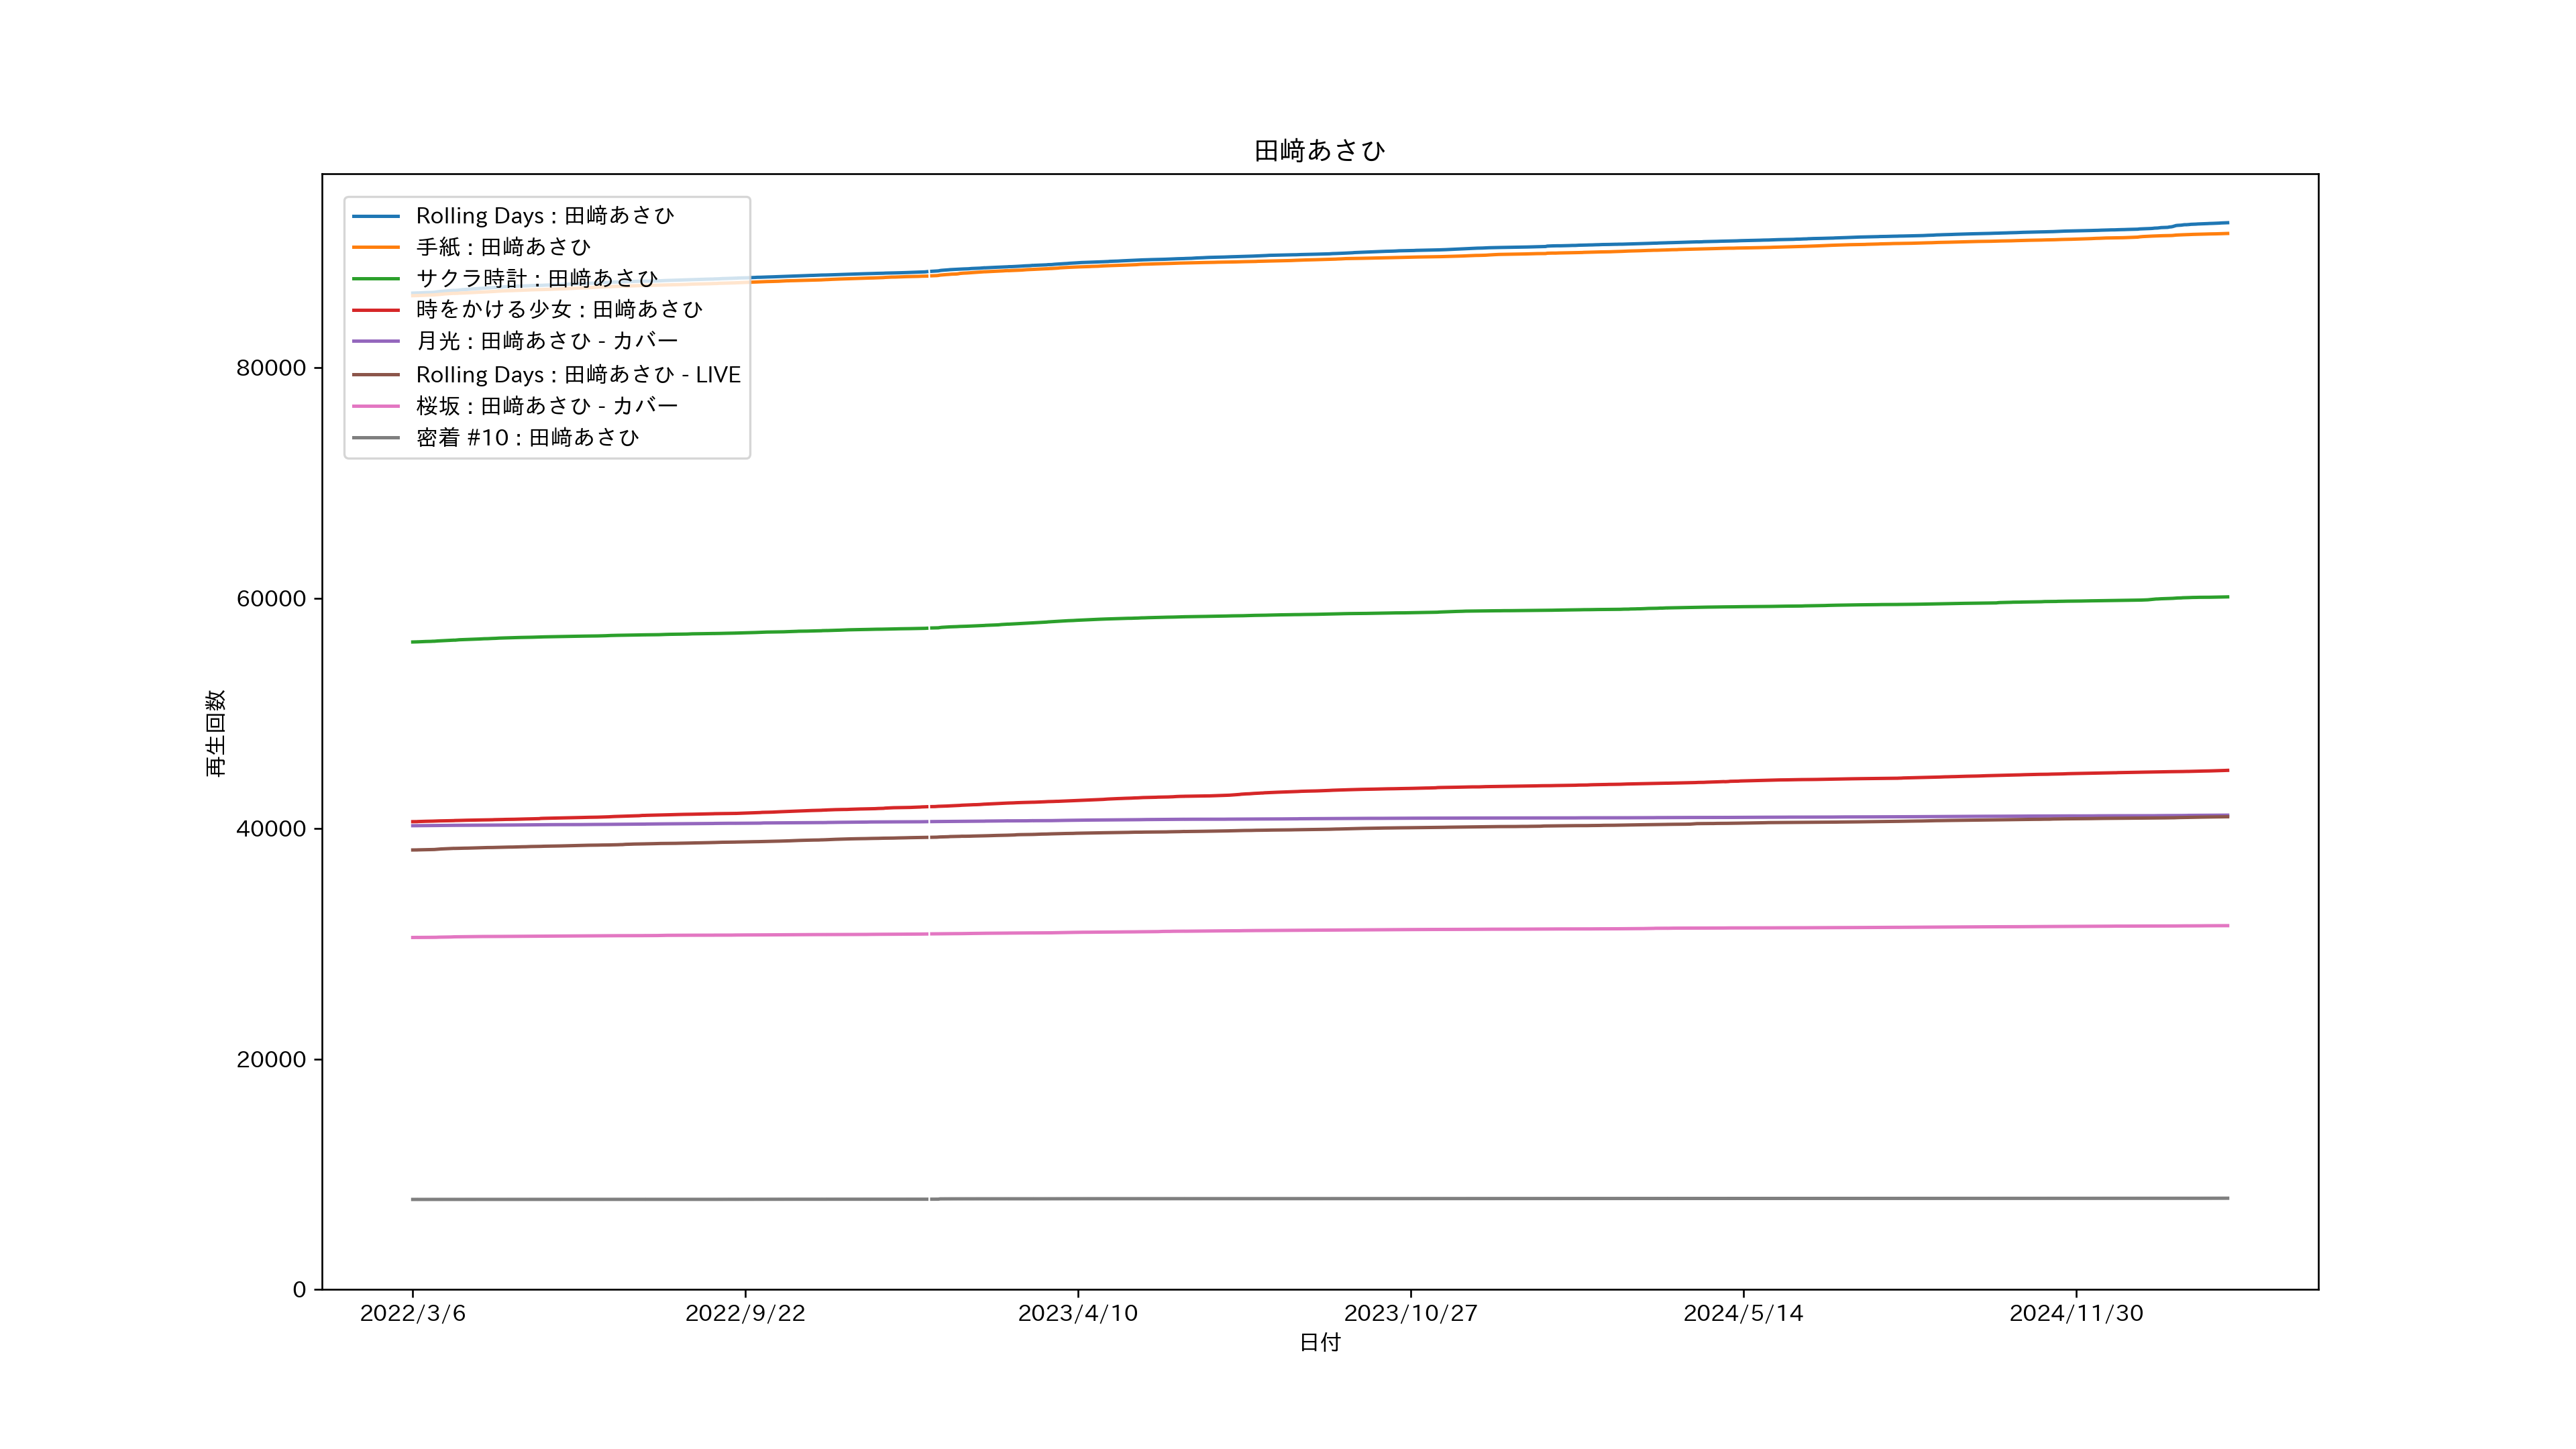 田﨑あさひ
Rolling Days : 田﨑あさひ
手紙 : 田﨑あさひ
サクラ時計 : 田﨑あさひ
時をかける少女 : 田﨑あさひ
月光 : 田﨑あさひ - カバー
Rolling Days : 田﨑あさひ - LIVE
桜坂 : 田﨑あさひ - カバー
密着 #10 : 田﨑あさひ
80000
60000
40000
20000
0
再生回数
2022/3/6
2022/9/22
2023/4/10
2023/10/27
2024/5/14
2024/11/30
日付